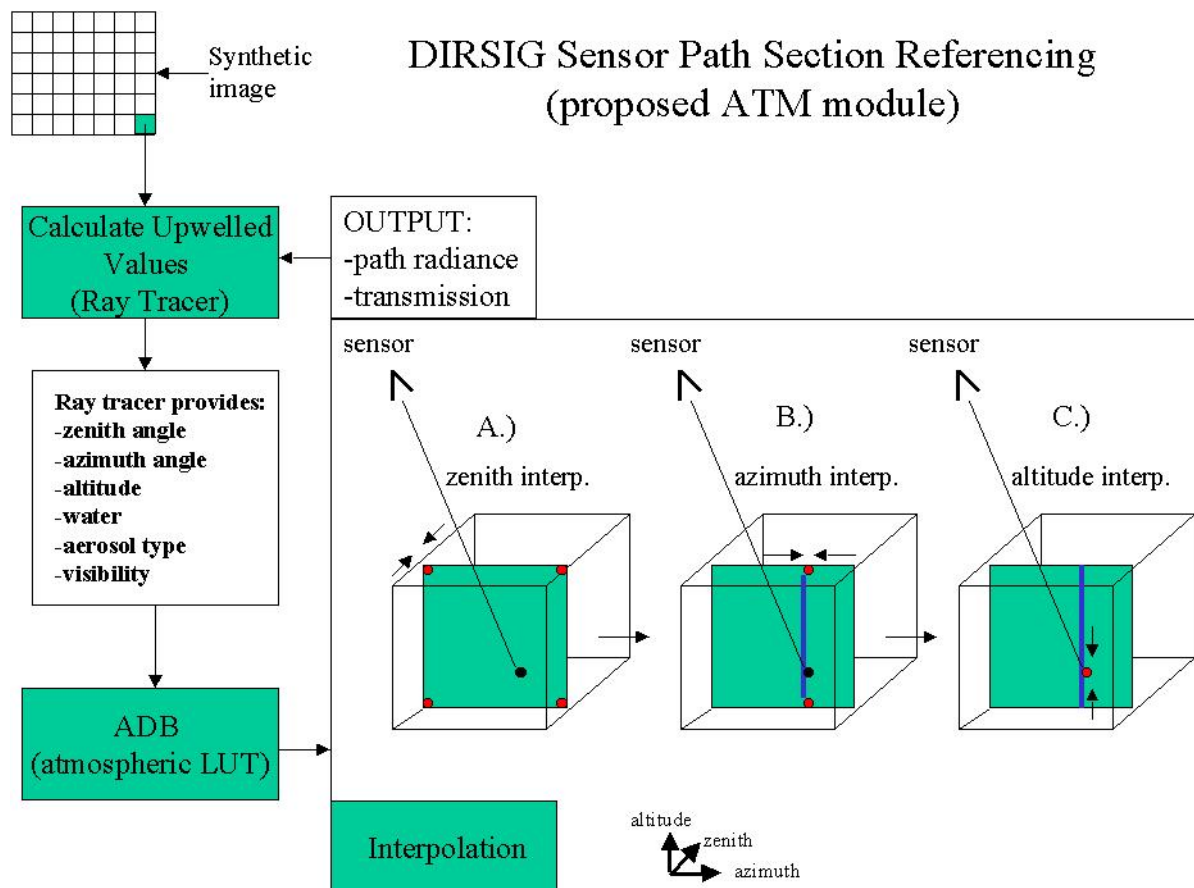 DIRSIG Sensor Path Section Referencing
(proposed ATM module)
Synthetic
image
Calculate Upwelled
Values
(Ray Tracer)
OUTPUT:
-path radiance
-transmission
Ray tracer provides:
-zenith angle
-azimuth angle
-altitude
-water
-aerosol type
-visibility
ADB
(atmospheric LUT)
sensor
A.)
zenith interp.
sensor
B.)
azimuth interp.
sensor
C.)
altitude interp.
Interpolation
altitude
zenith
azimuth